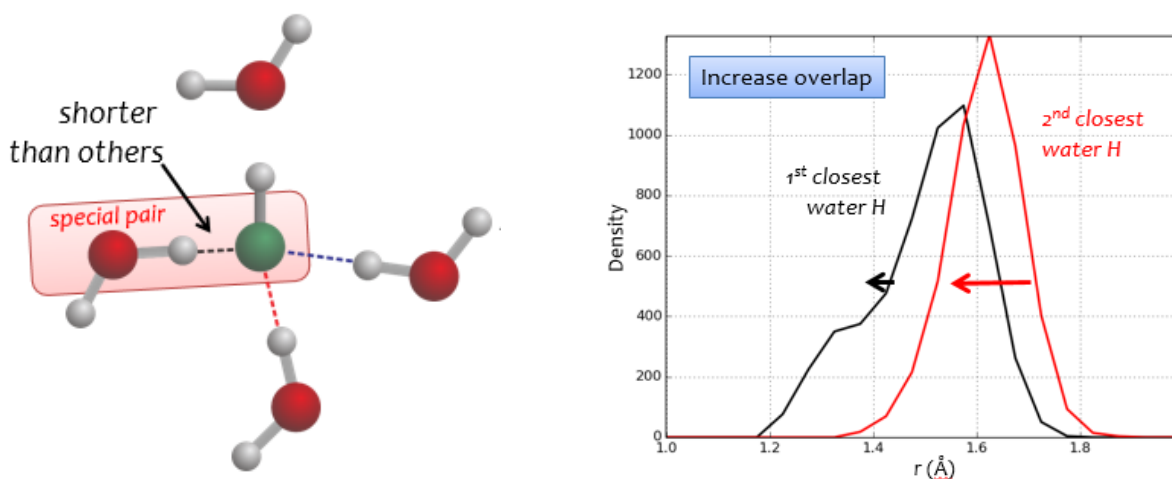 shorter
than others
special pair
Increase overlap
1st closest
water H
2nd closest
water H
Density
1200
1000
800
600
400
200
0
1.0
1.2
1.4
1.6
1.8
r (Å)